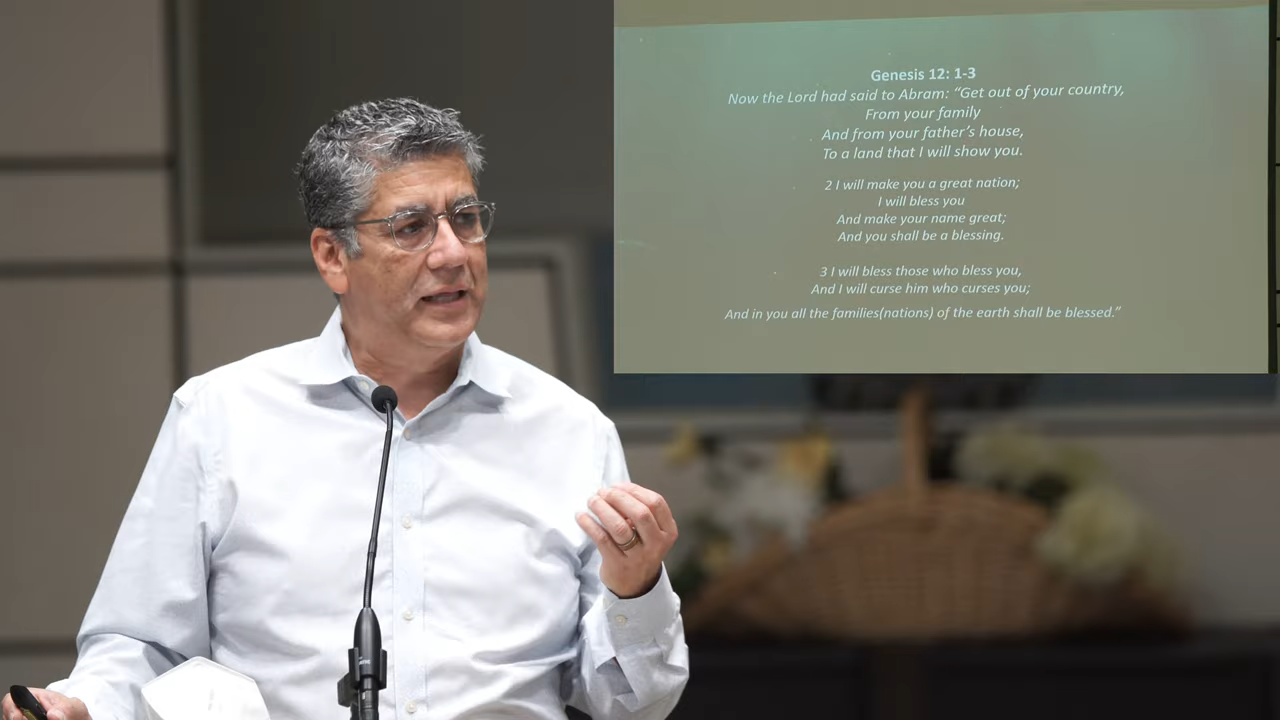 Genesis 12: 1-3
Now the Lord had said to Abram: “Get out of your country,
From your family
And from your father’s house,
To a land that I will show you.
2 I will make you a great nation;
I will bless you
And make your name great;
And you shall be a blessing.
3 I will bless those who bless you,
And I will curse him who curses you;
And in you all the families(nations) of the earth shall be blessed.”